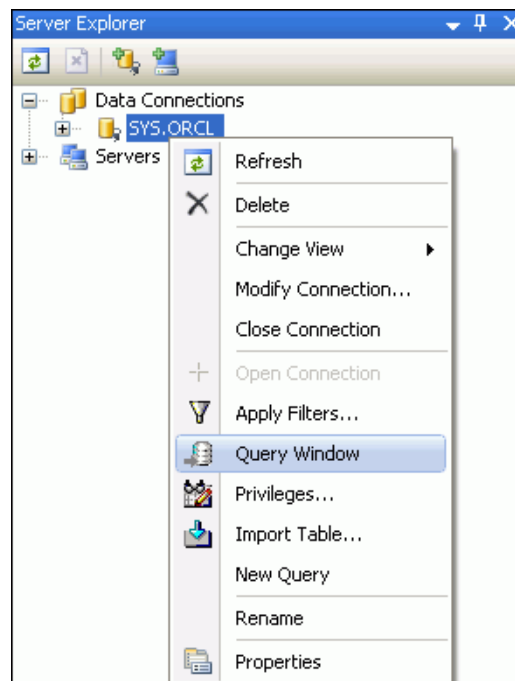 Server Explorer
Data Connections
SYS.ORCL
Servers
Refresh
Delete
Change View
Modify Connection...
Close Connection
Open Connection
Apply Filters...
Query Window
Privileges...
Import Table...
New Query
Rename
Properties